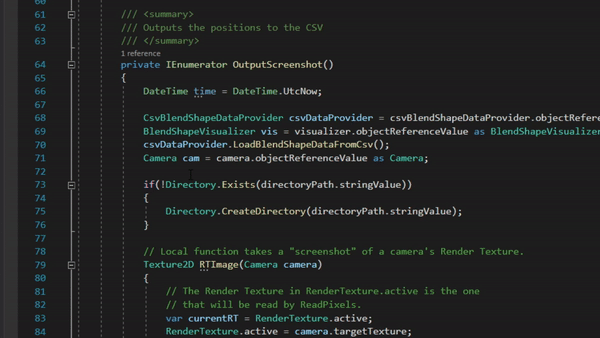 60
61 /// <summary>
62 /// Outputs the positions to the CSV
63 /// </summary>
1 reference
64 private IEnumerator OutputScreenshot()
65 {
66 DateTime time = DateTime.UtcNow;
67
68 CsvBlendShapeDataProvider csvDataProvider = csvBlendShapeDataProvider.objectRefere
69 BlendShapeVisualizer vis = visualizer.objectReferenceValue as BlendShapeVisualizer
70 csvDataProvider.LoadBlendShapeDataFromCsv();
71 Camera cam = camera.objectReferenceValue as Camera;
72
73 if(!Directory.Exists(directoryPath.stringValue))
74 {
75 Directory.CreateDirectory(directoryPath.stringValue);
76 }
77
78 // Local function takes a "screenshot" of a camera's Render Texture.
79 Texture2D RTImage(Camera camera)
80 {
81 // The Render Texture in RenderTexture.active is the one
82 // that will be read by ReadPixels.
83 var currentRT = RenderTexture.active;
84 RenderTexture.active = camera.targetTexture;